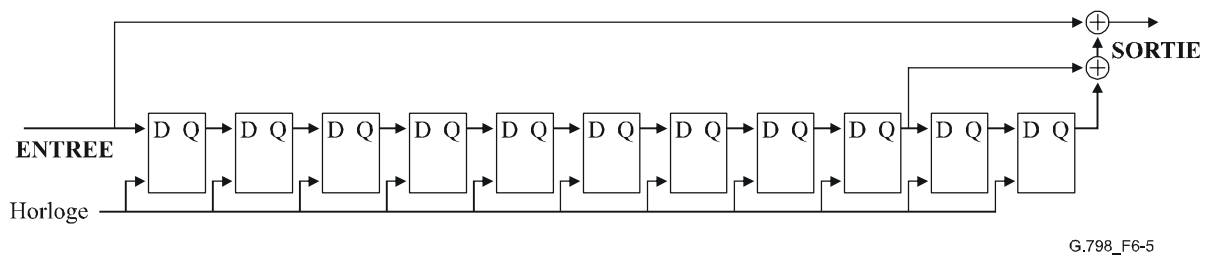 SORTIE
D Q D Q D Q D Q D Q D Q D Q D Q D Q D Q D Q
ENTREE
Horloge
G.798_F6-5